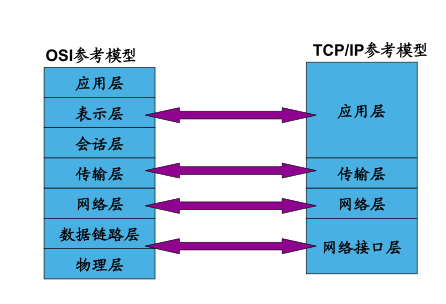 OSI参考模型
应用层
表示层
会话层
传输层
网络层
数据链路层
物理层
TCP/IP参考模型
应用层
传输层
网络层
网络接口层